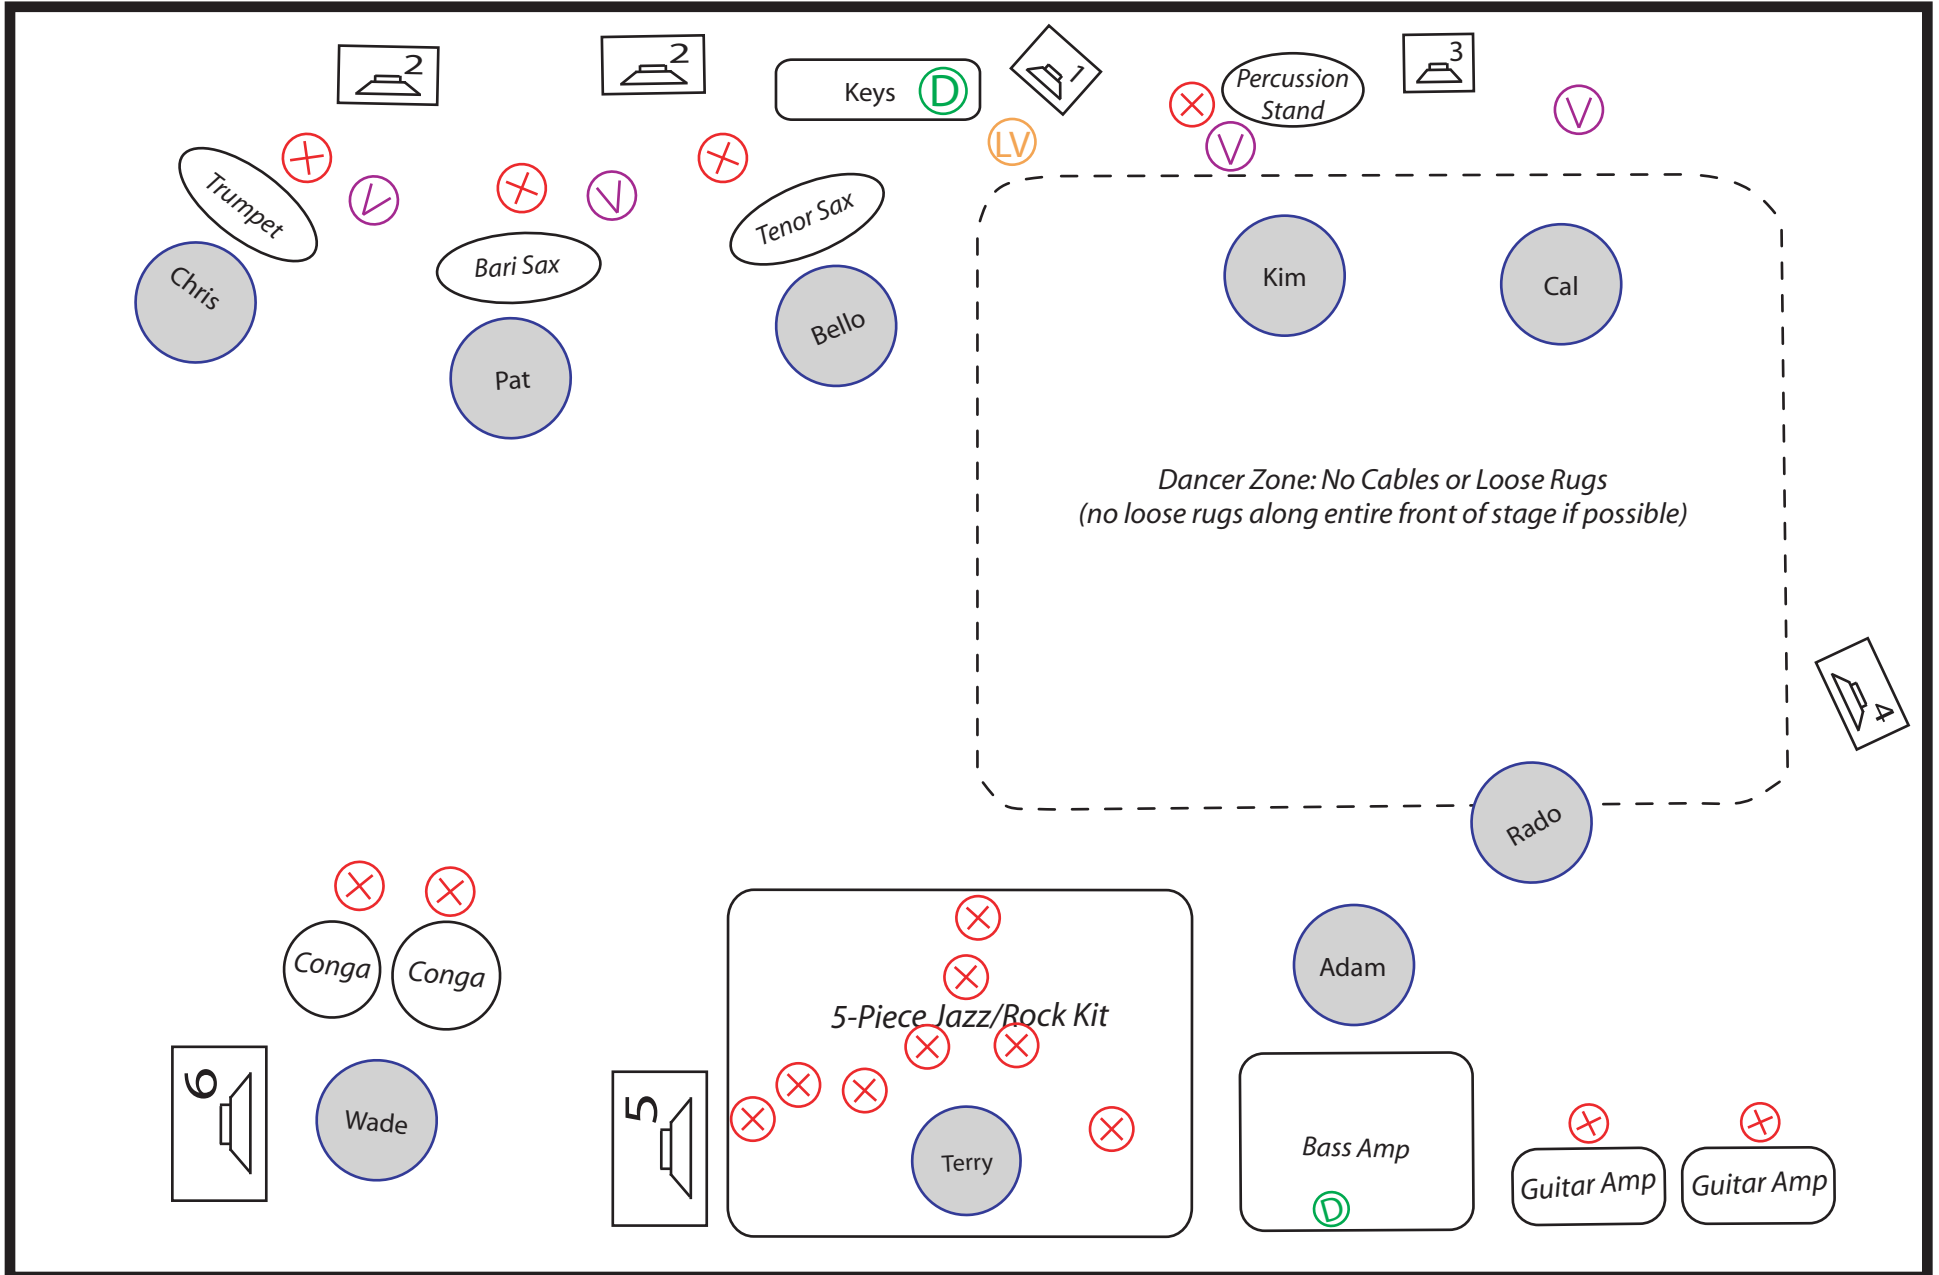 2
2
Keys D
1
Percussion
Stand
3
V
LV
V
Trumpet
V
V
Tenor Sax
Bari Sax
Chris
Pat
Bello
Kim
Cal
Dancer Zone: No Cables or Loose Rugs
(no loose rugs along entire front of stage if possible)
4
Rado
Conga
Conga
5-Piece Jazz/Rock Kit
Adam
6
Wade
5
Terry
Bass Amp
D
Guitar Amp
Guitar Amp